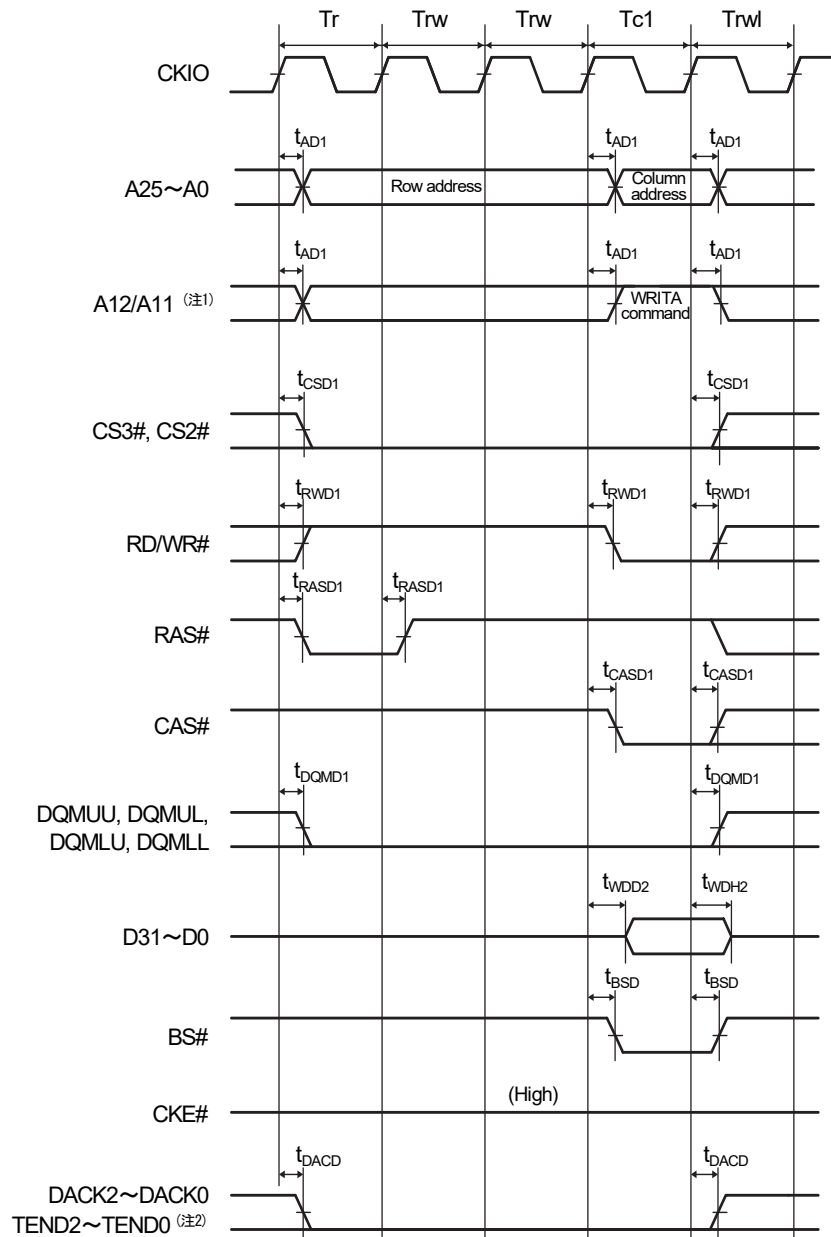 Tr Trw Trw Tc1 Trwl
CKIO
tAD1 tAD1 tAD1
A25～A0 Row address Column address
tAD1 tAD1 tAD1
A12/A11 (注1) WRITA command
tCSD1 tCSD1
CS3#, CS2#
tRWD1 tRWD1 tRWD1
RD/WR#
tRASD1 tRASD1
RAS#
tCASD1 tCASD1
CAS#
tDQMD1 tDQMD1
DQMUU, DQMUL,
DQMLU, DQMLL
tWDD2 tWDH2
D31～D0
tBSD tBSD
BS#
(High)
CKE#
tDACD tDACD
DACK2～DACK0
TEND2～TEND0 (注2)